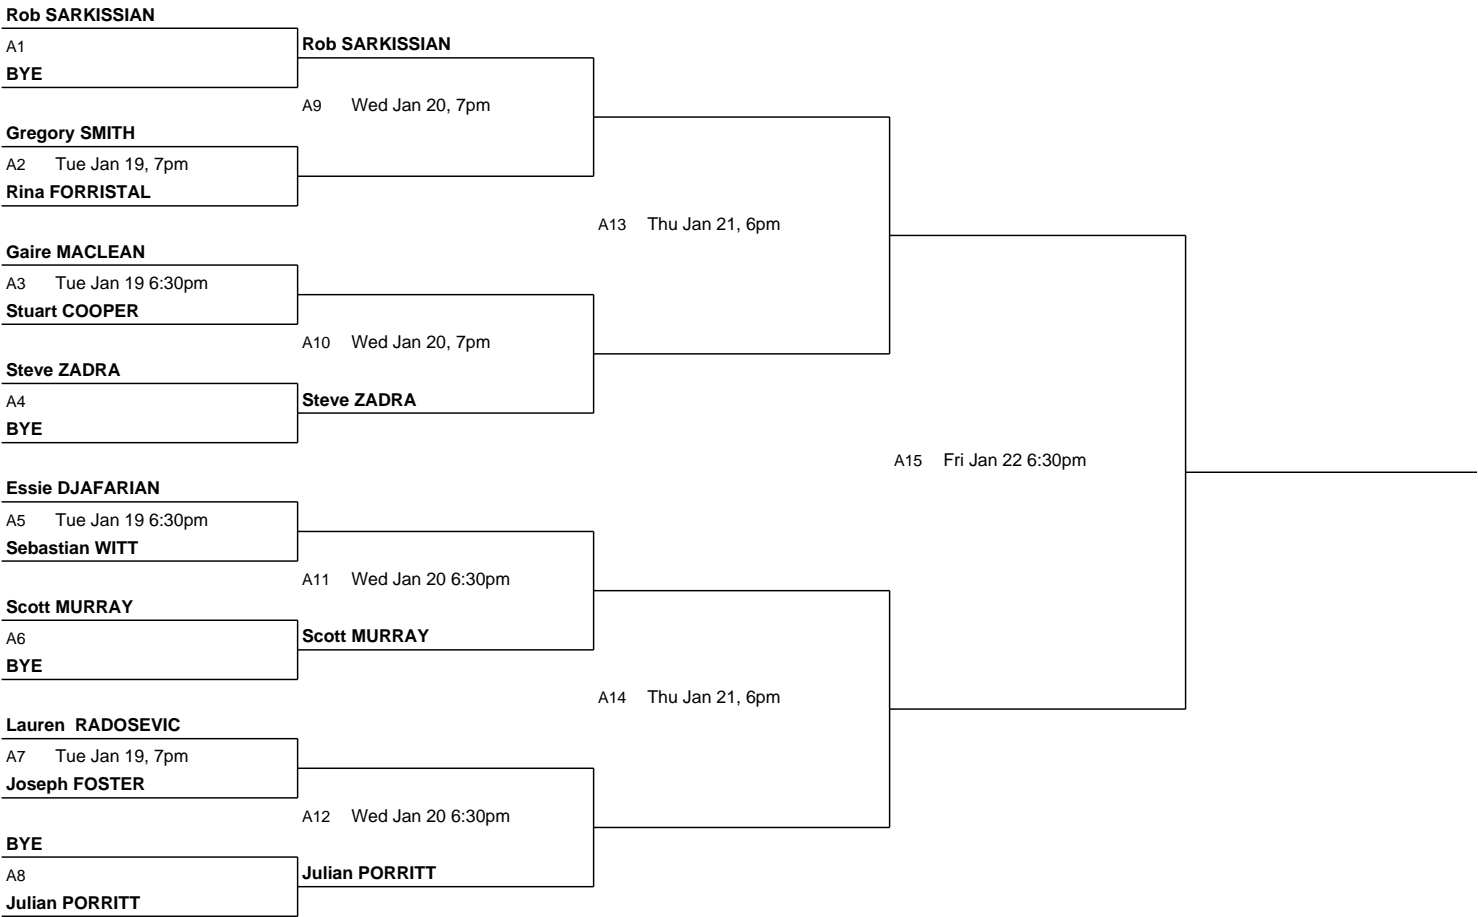 Rob SARKISSIAN
A1
Rob SARKISSIAN
BYE
A9 Wed Jan 20, 7pm
Gregory SMITH
A2 Tue Jan 19, 7pm
Rina FORRISTAL
A13 Thu Jan 21, 6pm
Gaire MACLEAN
A3 Tue Jan 19 6:30pm
Stuart COOPER
A10 Wed Jan 20, 7pm
Steve ZADRA
A4
Steve ZADRA
BYE
A15 Fri Jan 22 6:30pm
Essie DJAFARIAN
A5 Tue Jan 19 6:30pm
Sebastian WITT
A11 Wed Jan 20 6:30pm
Scott MURRAY
A6
Scott MURRAY
BYE
A14 Thu Jan 21, 6pm
Lauren RADOSEVIC
A7 Tue Jan 19, 7pm
Joseph FOSTER
A12 Wed Jan 20 6:30pm
BYE
A8
Julian PORRITT
Julian PORRITT